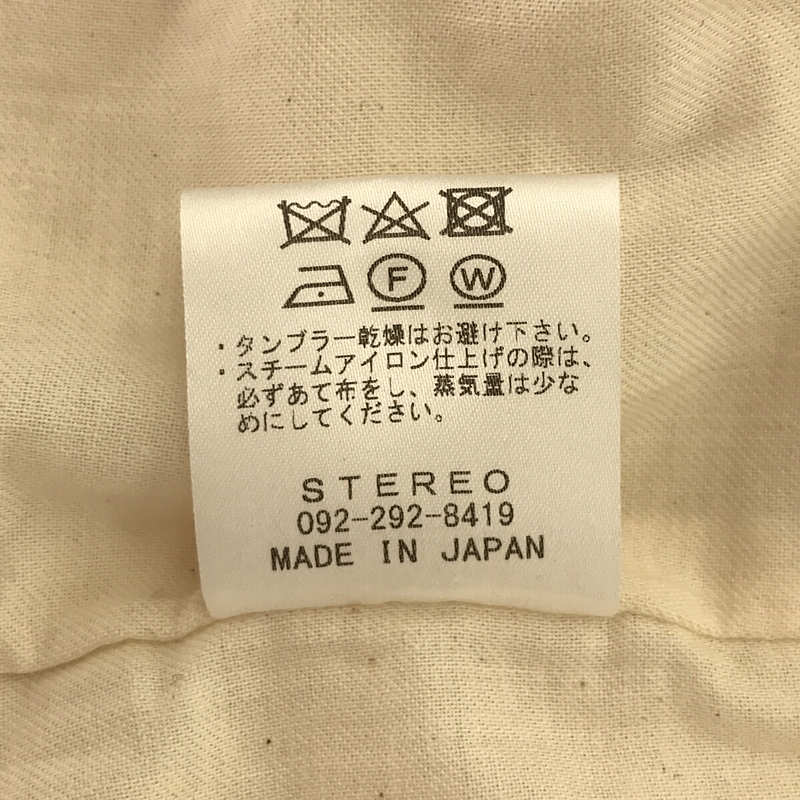 F W
・タンブラー乾燥はお避け下さい。
・スチームアイロン仕上げの際は、
必ずあて布をし、蒸気量は少な
めにしてください。
STEREO
092-292-8419
MADE IN JAPAN